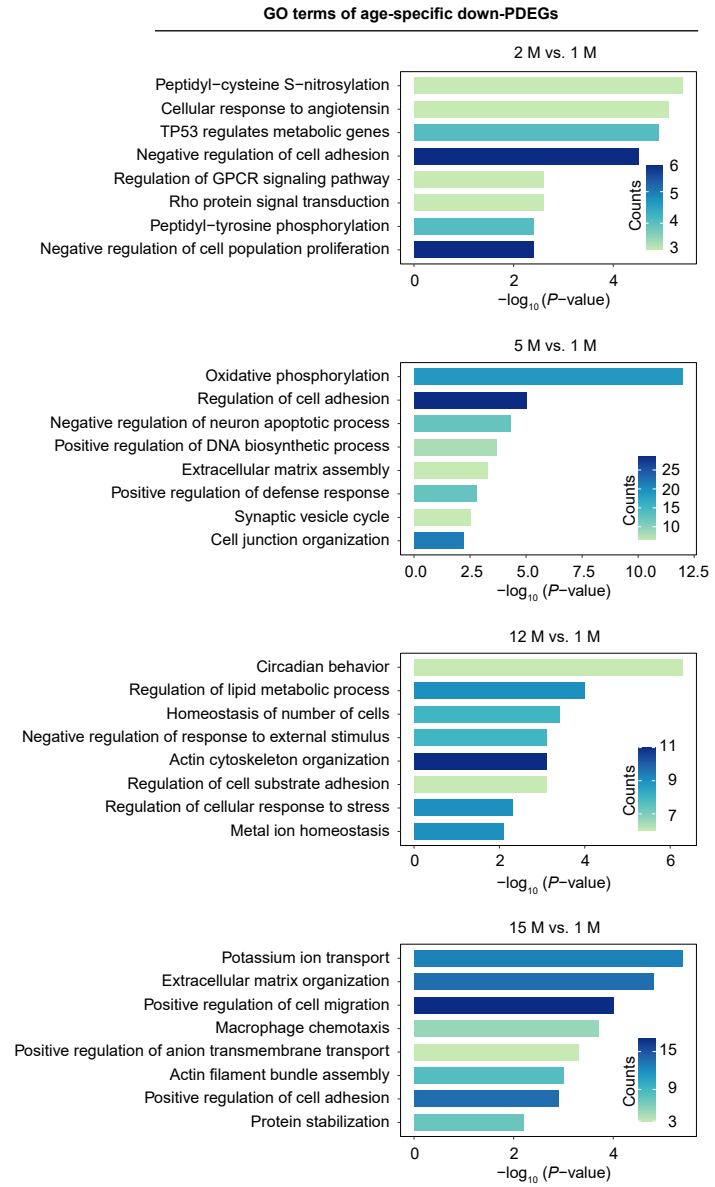 GO terms of age-specific down-PDEGs
2 M vs. 1 M
Peptidyl-cysteine S−nitrosylation
Cellular response to angiotensin
TP53 regulates metabolic genes
Negative regulation of cell adhesion
Regulation of GPCR signaling pathway
Rho protein signal transduction
Peptidyl-tyrosine phosphorylation
Negative regulation of cell population proliferation
Counts
6
5
4
3
0 2 4
−log10 (P−value)
5 M vs. 1 M
Oxidative phosphorylation
Regulation of cell adhesion
Negative regulation of neuron apoptotic process
Positive regulation of DNA biosynthetic process
Extracellular matrix assembly
Positive regulation of defense response
Synaptic vesicle cycle
Cell junction organization
Counts
25
20
15
10
0.0 2.5 5.0 7.5 10.0 12.5
−log10 (P−value)
12 M vs. 1 M
Circadian behavior
Regulation of lipid metabolic process
Homeostasis of number of cells
Negative regulation of response to external stimulus
Actin cytoskeleton organization
Regulation of cell substrate adhesion
Regulation of cellular response to stress
Metal ion homeostasis
Counts
11
9
7
0 2 4 6
−log10 (P−value)
15 M vs. 1 M
Potassium ion transport
Extracellular matrix organization
Positive regulation of cell migration
Macrophage chemotaxis
Positive regulation of anion transmembrane transport
Actin filament bundle assembly
Positive regulation of cell adhesion
Protein stabilization
Counts
15
9
3
0 2 4
−log10 (P−value)